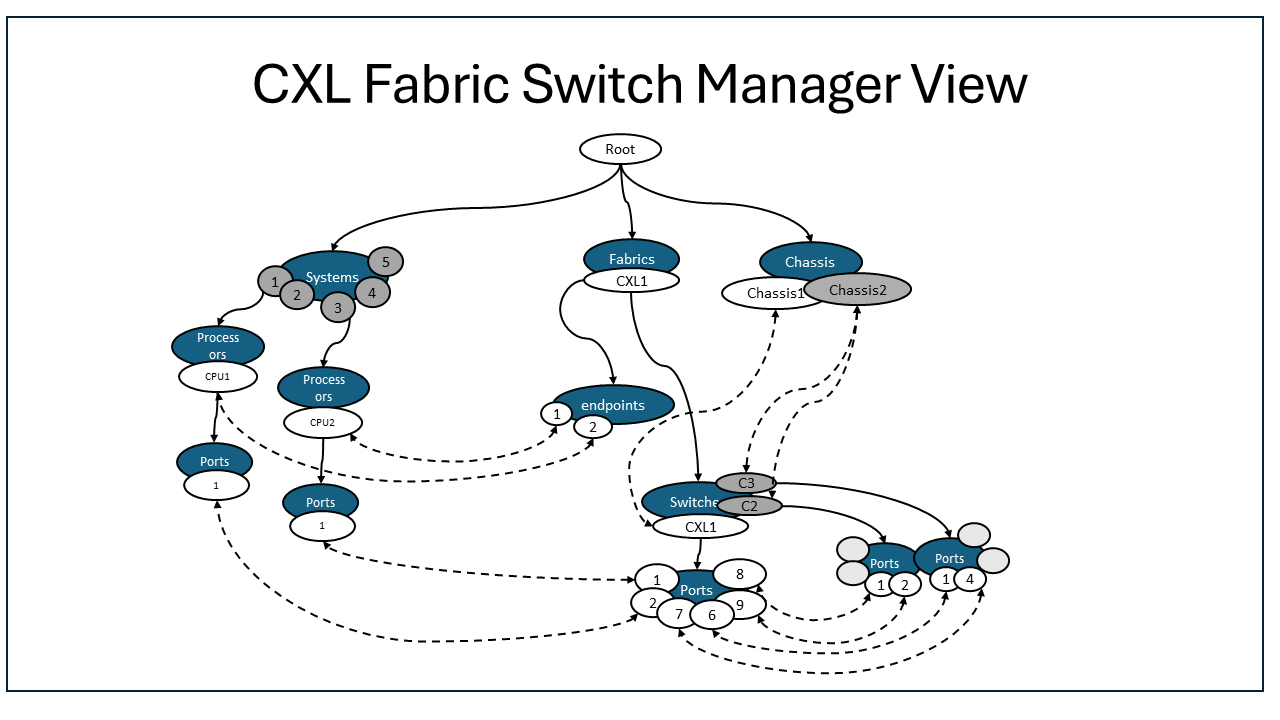 CXL Fabric Switch Manager View
Root
Systems
1
2
3
4
5
Fabrics
CXL1
Chassis
Chassis1
Chassis2
Process
ors
CPU1
Process
ors
CPU2
endpoints
1
2
Ports
1
Ports
1
Switche
C3
C2
CXL1
Ports
1
2
7
6
9
8
Ports
1
2
Ports
1
4